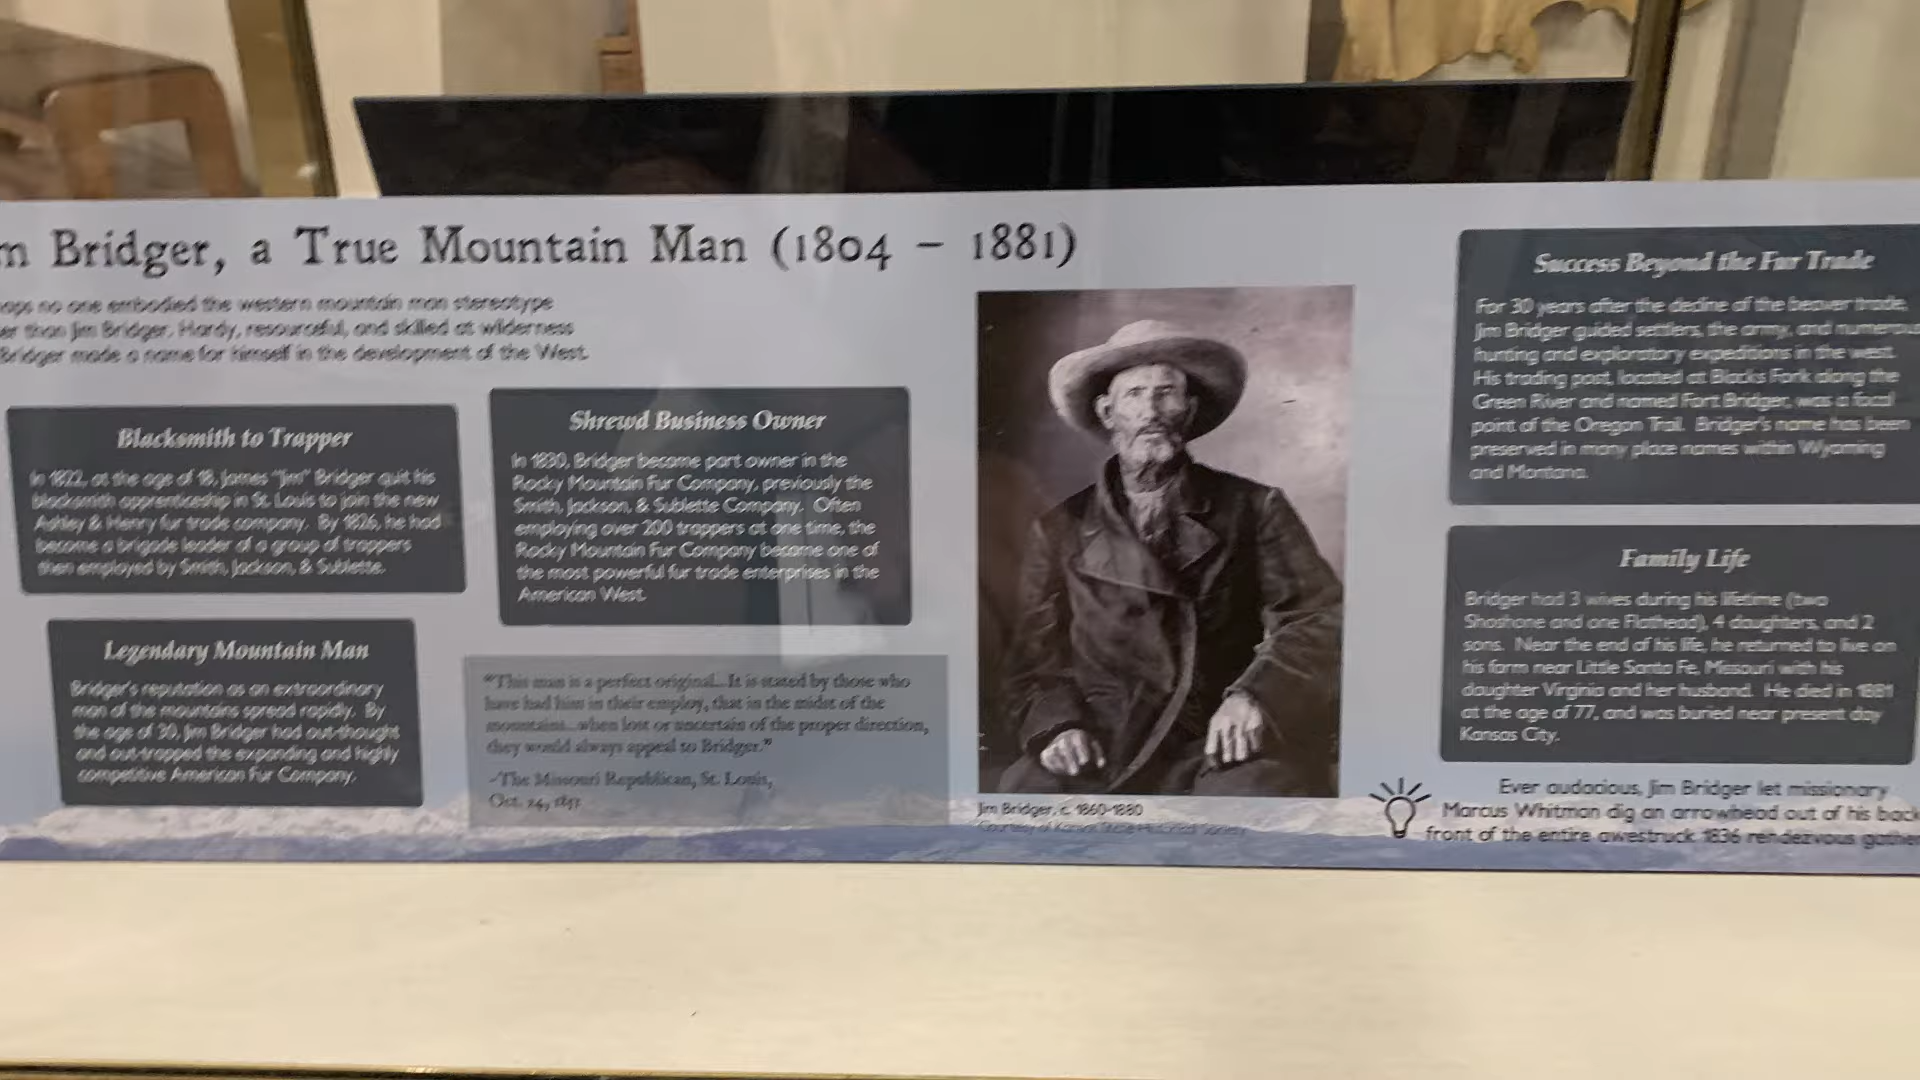 m Bridger, a True Mountain Man (1804 – 1881)
no one embodied the western mountain man stereotype
than Jim Bridger. Hardy, resourceful, and skilled at wilderness
Bridger made a name for himself in the development of the West.
Blacksmith to Trapper
In 1822, at the age of 18, James "Jim" Bridger quit his
blacksmith apprenticeship in St. Louis to join the new
Ashley & Henry fur trade company. By 1826, he had
become a brigade leader of a group of trappers
then employed by Smith, Jackson, & Sublette.
Legendary Mountain Man
Bridger's reputation as an extraordinary
man of the mountains spread rapidly. By
the age of 30, Jim Bridger had out-thought
and out-trapped the expanding and highly
competitive American Fur Company.
Shrewd Business Owner
In 1830, Bridger became part owner in the
Rocky Mountain Fur Company, previously the
Smith, Jackson, & Sublette Company. Often
employing over 200 trappers at one time, the
Rocky Mountain Fur Company became one of
the most powerful fur trade enterprises in the
American West.
"This man is a perfect original...It is stated by those who
have had him in their employ, that in the midst of the
mountains...when lost or uncertain of the proper direction,
they would always appeal to Bridger."
-The Missouri Republican, St. Louis,
Oct. 24,
Jim Bridger, c. 1860-1880
Courtesy of Kansas State Historical Society
Success Beyond the Fur Trade
For 30 years after the decline of the beaver trade,
Jim Bridger guided settlers, the army, and numerous
hunting and exploratory expeditions in the west.
His trading post, located at Blacks Fork along the
Green River and named Fort Bridger, was a focal
point of the Oregon Trail. Bridger's name has been
preserved in many place names within Wyoming
and Montana.
Family Life
Bridger had 3 wives during his lifetime (two
Shoshone and one Flathead), 4 daughters, and 2
sons. Near the end of his life, he returned to live on
his farm near Little Santa Fe, Missouri with his
daughter Virginia and her husband. He died in 1881
at the age of 77, and was buried near present day
Kansas City.
Ever audacious, Jim Bridger let missionary
Marcus Whitman dig an arrowhead out of his back
front of the entire awestruck 1836 rendezvous gather